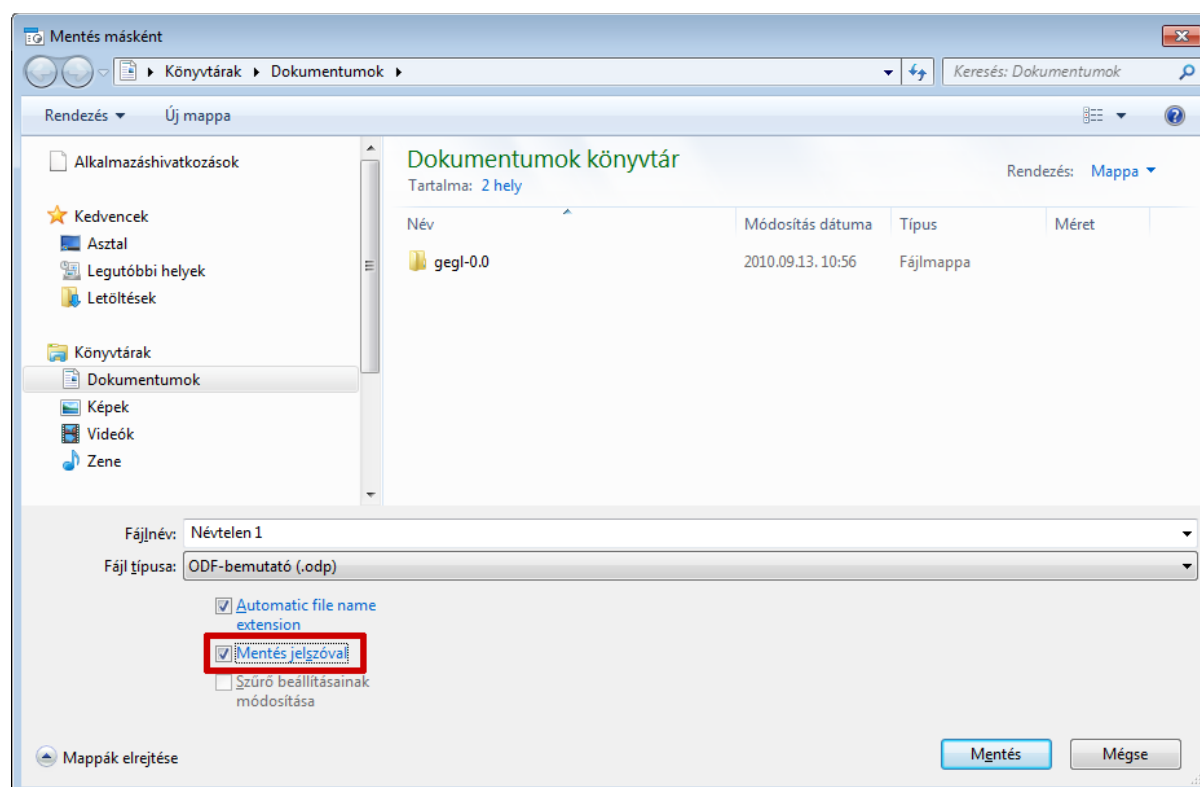 Mentés másként
Könyvtárak Dokumentumok
Keresés: Dokumentumok
Rendezés Új mappa
Alkalmazáshivatkozások
Kedvencek
Asztal
Legutóbbi helyek
Letöltések
Könyvtárak
Dokumentumok
Képek
Videók
Zene
Dokumentumok könyvtár
Tartalma: 2 hely
Rendezés: Mappa
Név Módosítás dátuma Típus Méret
gegl-0.0 2010.09.13. 10:56 Fájlmappa
Fájlnév: Névtelen 1
Fájl típusa: ODF-bemutató (.odp)
Automatic file name
extension
Mentés jelszóval
Szűrő beállításainak
módosítása
Mappák elrejtése
Mentés Mégse